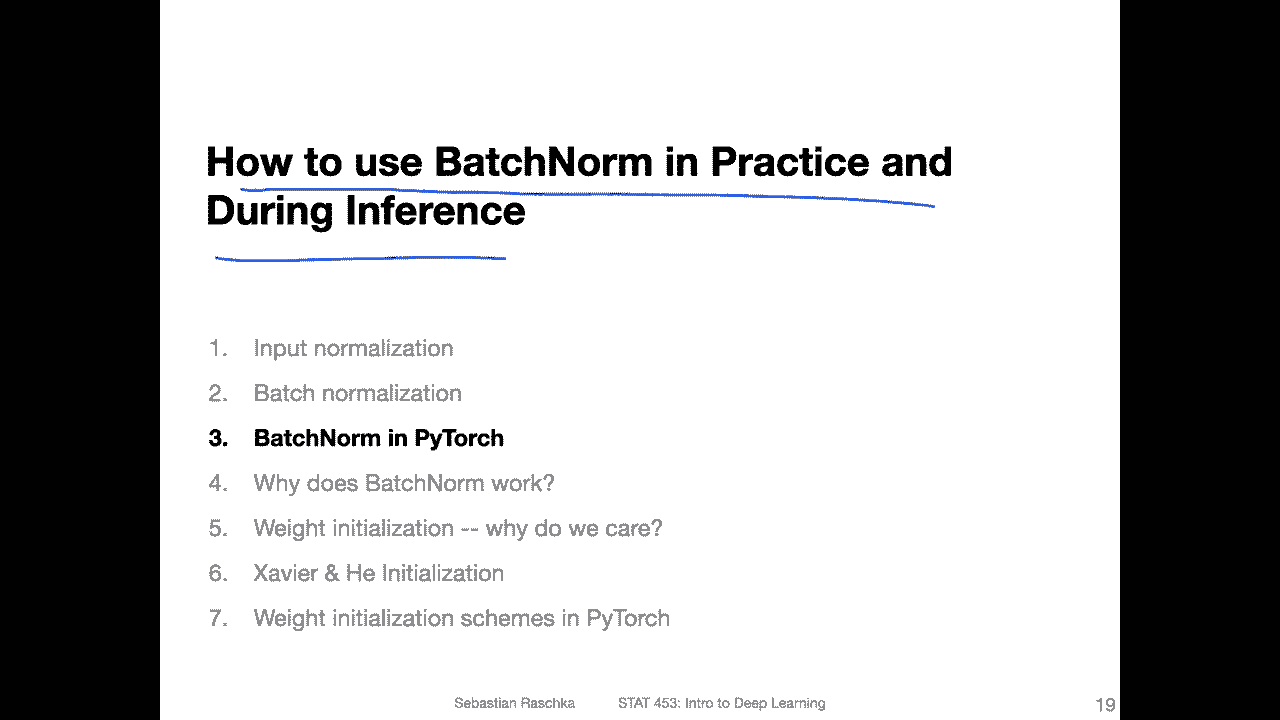 How to use BatchNorm in Practice and
During Inference
1. Input normalization
2. Batch normalization
3. BatchNorm in PyTorch
4. Why does BatchNorm work?
5. Weight initialization -- why do we care?
6. Xavier & He Initialization
7. Weight initialization schemes in PyTorch
Sebastian Raschka STAT 453: Intro to Deep Learning 19